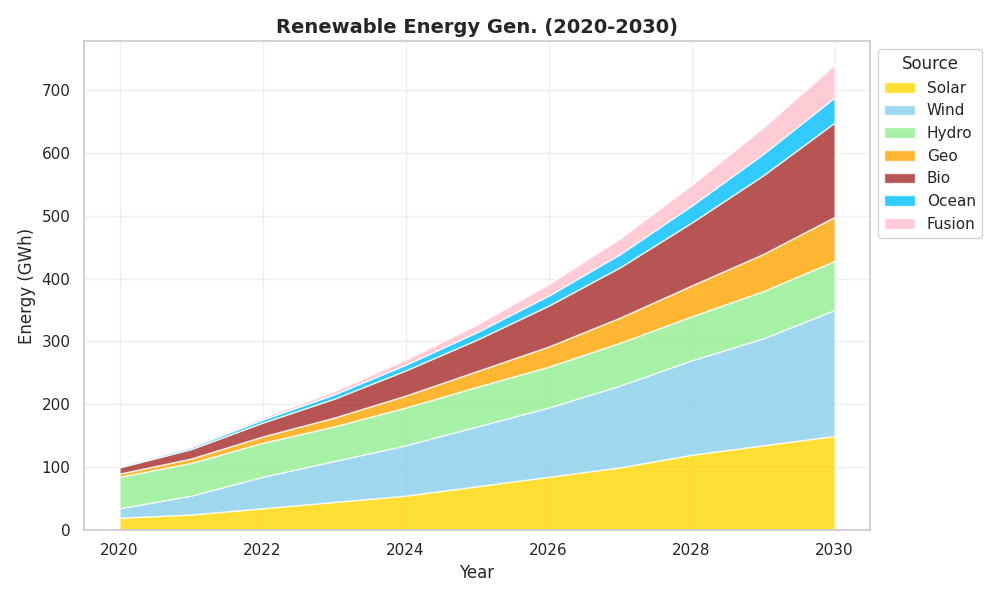 Renewable Energy Gen. (2020-2030)
Source
Solar
Wind
Hydro
Geo
Bio
Ocean
Fusion
Energy (GWh)
700
600
500
400
300
200
100
0
2020 2022 2024 2026 2028 2030
Year